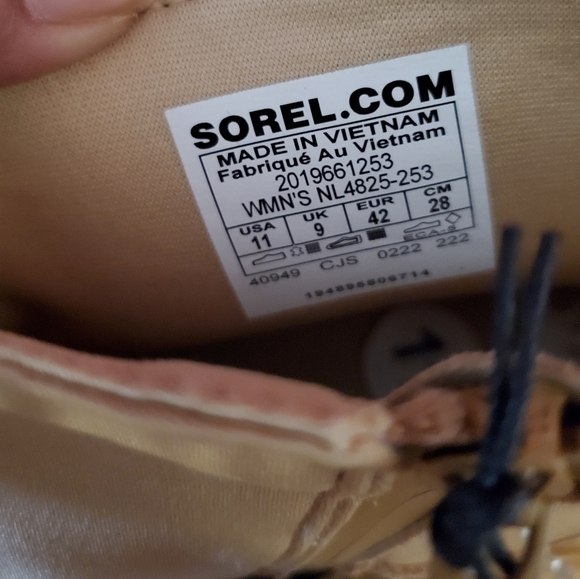 SOREL.COM
MADE IN VIETNAM
Fabriqué Au Vietnam
2019661253
WMN'S NL4825-253
USA UK EUR CM
11 9 42 28
ECA-S
40949 CJS 0222 222